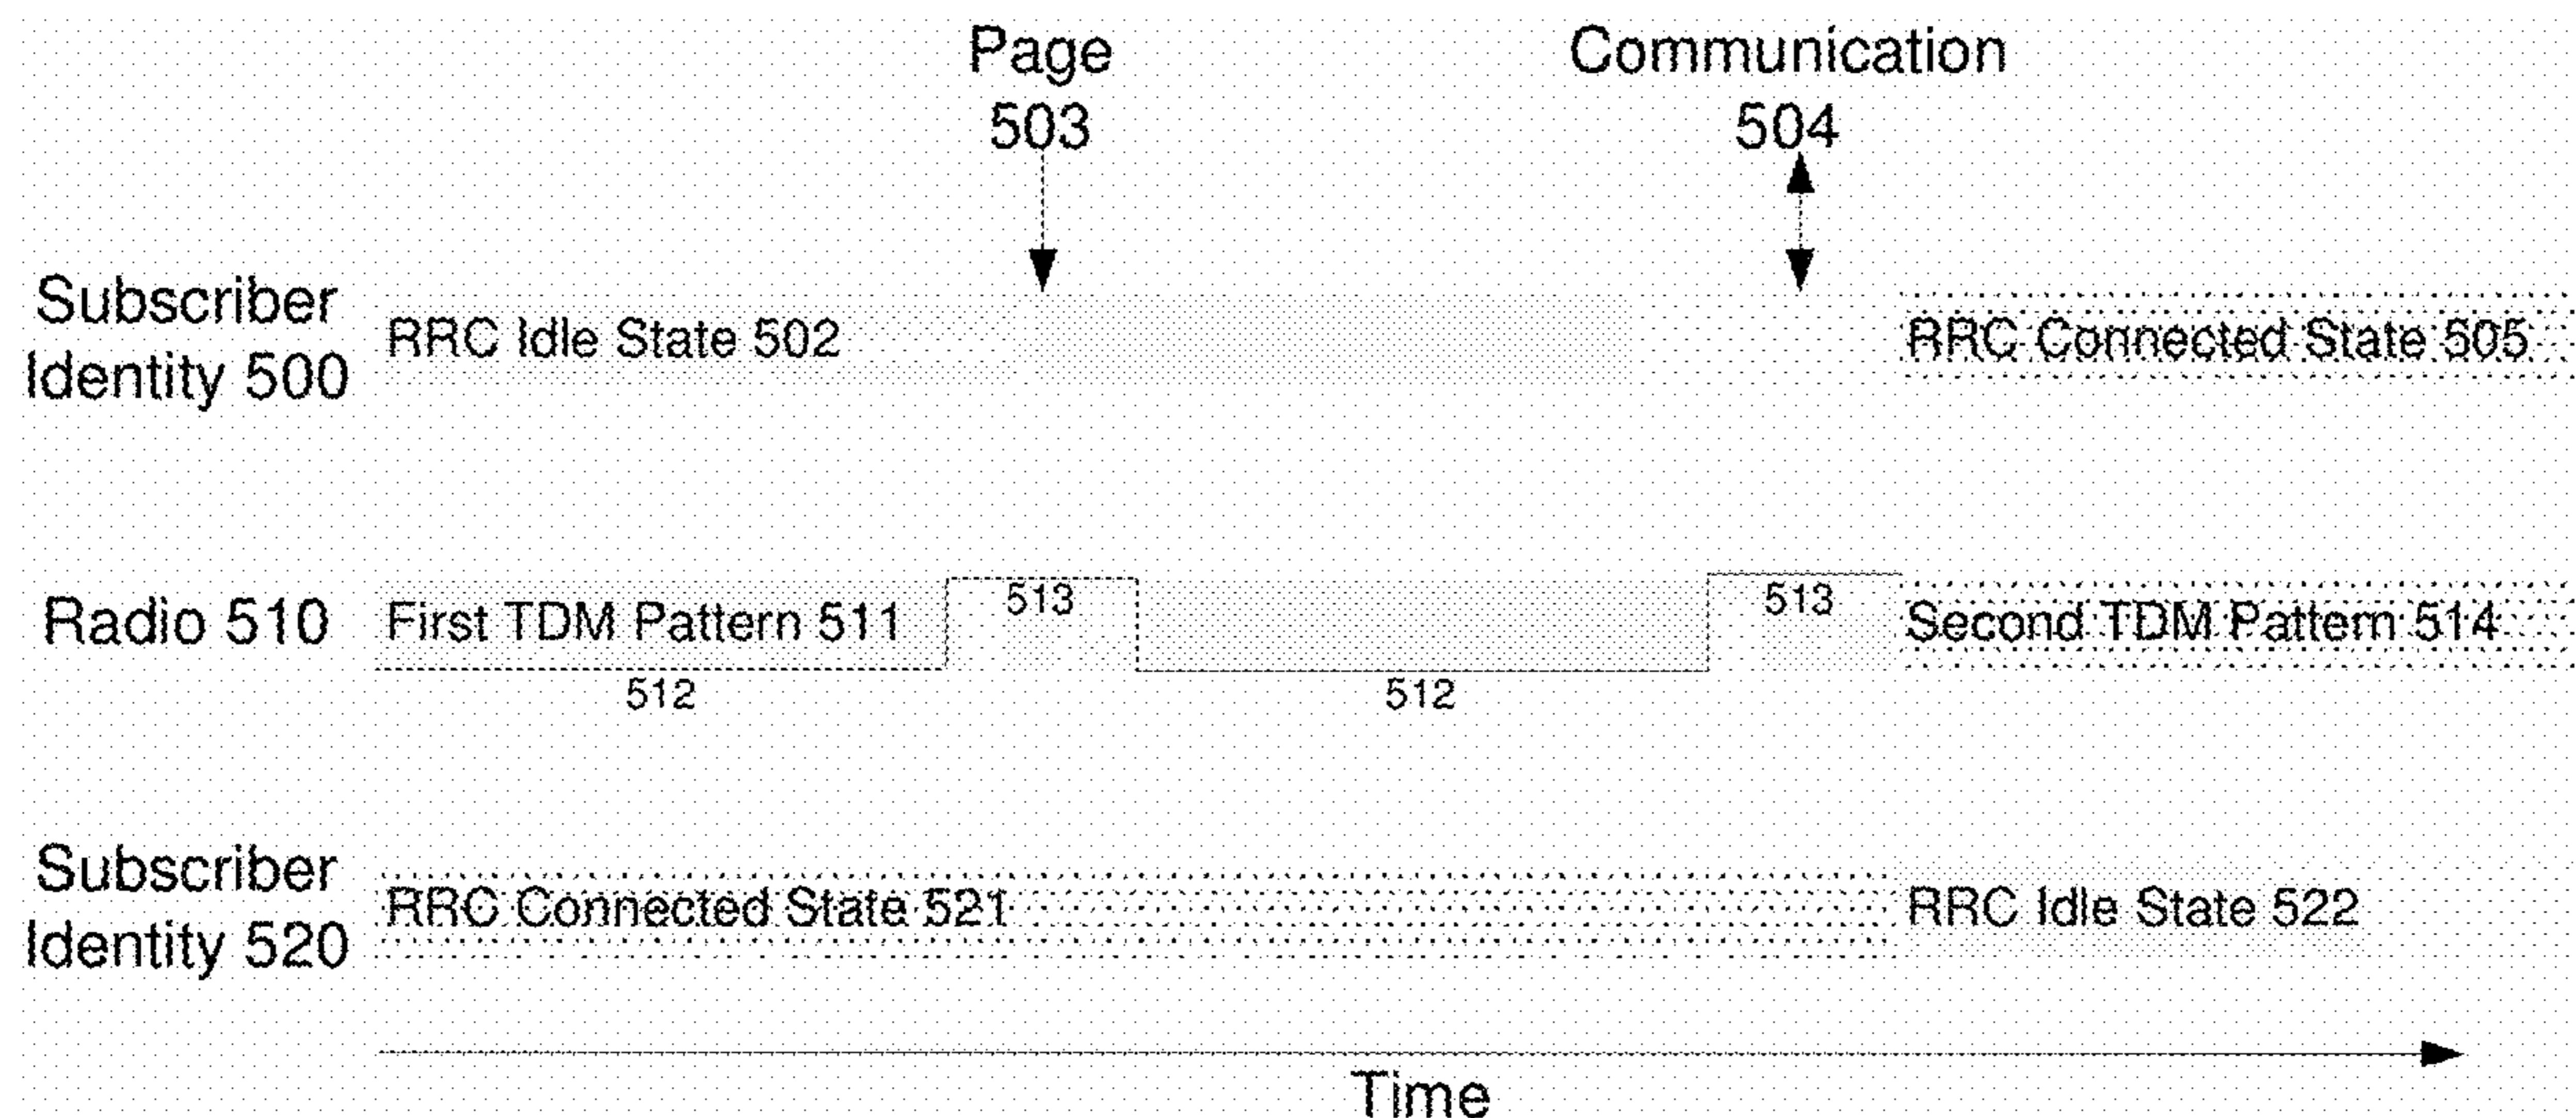 Page
503
Communication
504
Subscriber
Identity 500
RRC Idle State 502
RRC Connected State 505
Radio 510
First TDM Pattern 511
513
513
Second TDM Pattern 514
512
512
Subscriber
Identity 520
RRC Connected State 521
RRC Idle State 522
Time